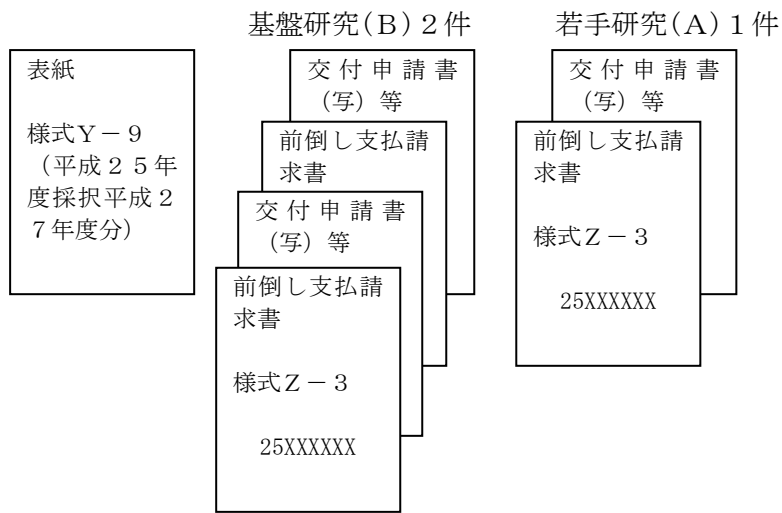 基盤研究(B)2件
若手研究(A)1件
表紙
様式Y-9
(平成25年
度採択平成2
7年度分)
交付申請書
(写)等
前倒し支払請
求書
交付申請書
(写)等
前倒し支払請
求書
様式Z-3
25XXXXXX
交付申請書
(写)等
前倒し支払請
求書
様式Z-3
25XXXXXX